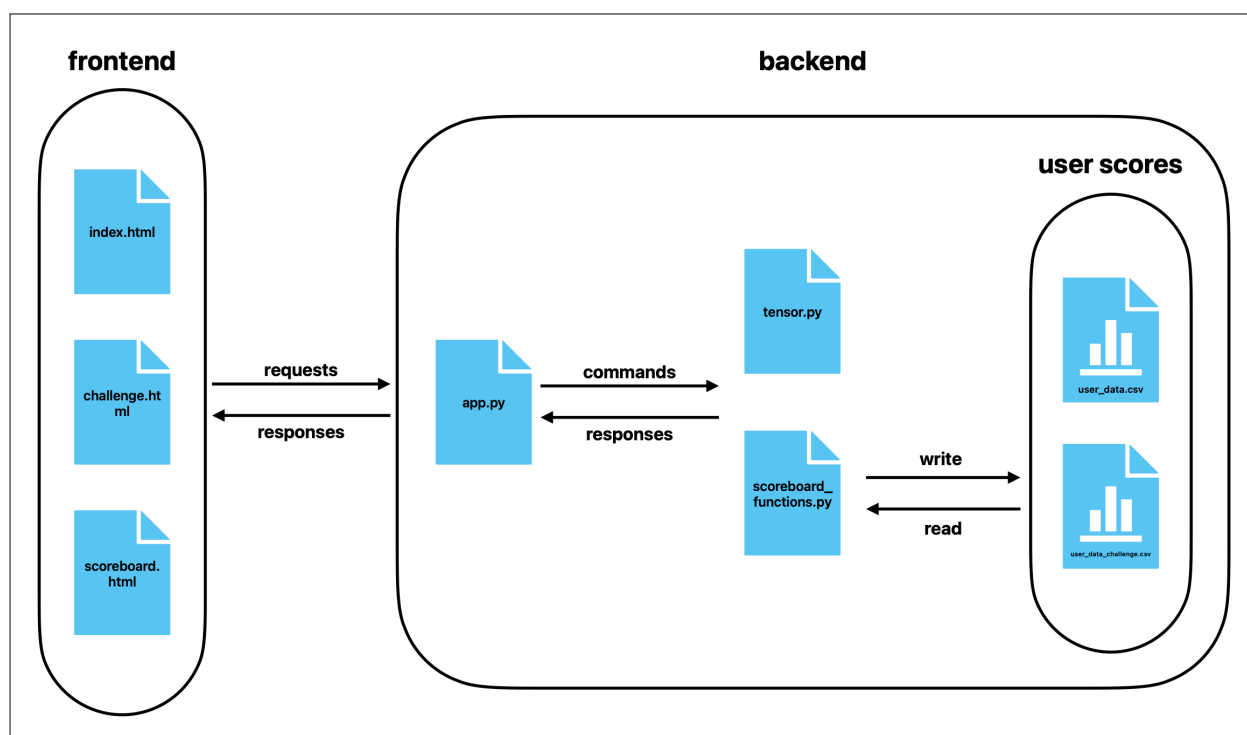 frontend
backend
index.html
challenge.ht
ml
scoreboard.
html
requests
responses
app.py
commands
responses
tensor.py
scoreboard_
functions.py
write
read
user scores
user_data.csv
user_data_challenge.csv